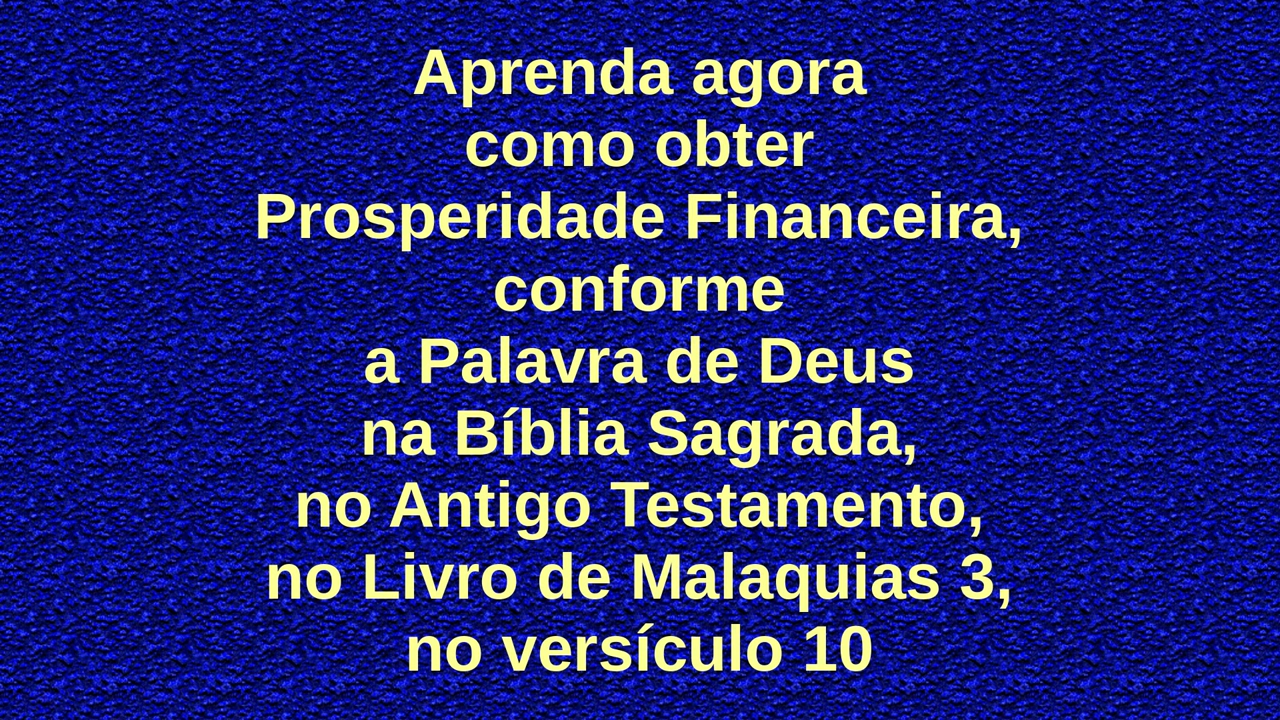 Aprenda agora
como obter
Prosperidade Financeira,
conforme
a Palavra de Deus
na Bíblia Sagrada,
no Antigo Testamento,
no Livro de Malaquias 3,
no versículo 10